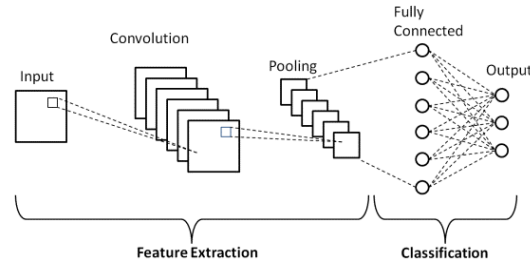 Input
Convolution
Pooling
Fully
Connected
Output
Feature Extraction
Classification